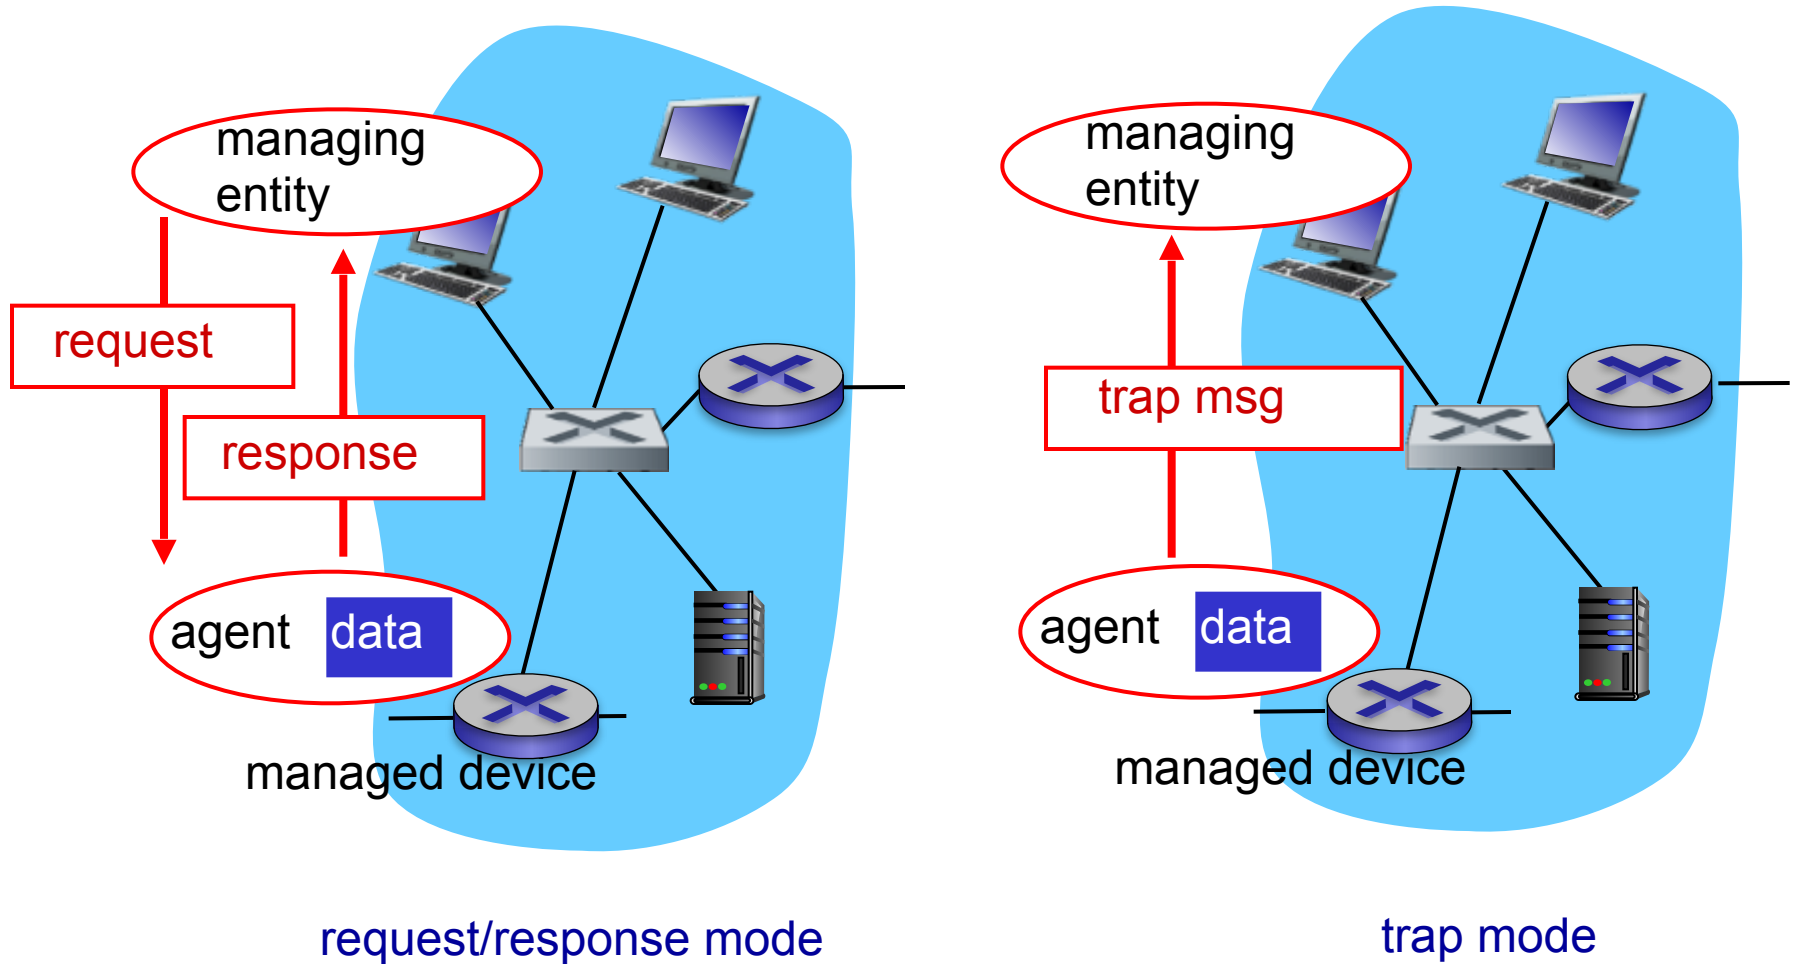 managing
entity
request
response
agent
data
managed device
request/response mode
managing
entity
trap msg
agent
data
managed device
trap mode